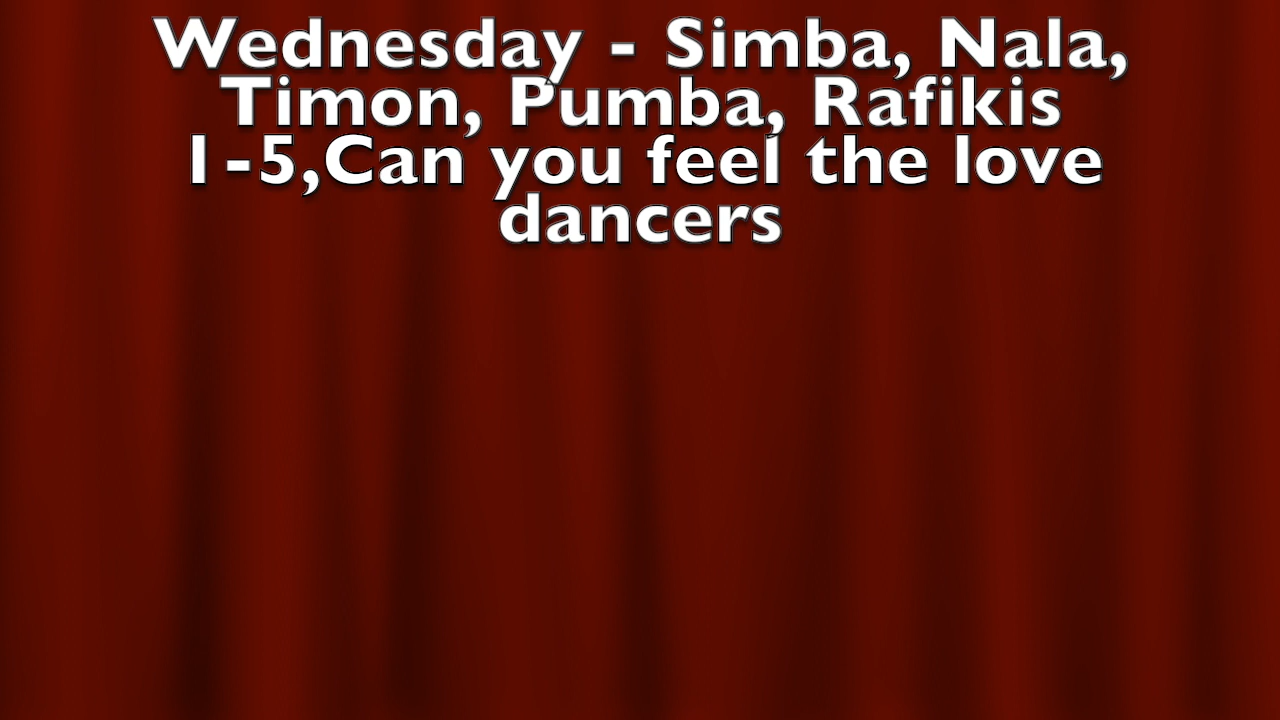 Wednesday - Simba, Nala,
Timon, Pumba, Rafikis
1-5,Can you feel the love
dancers